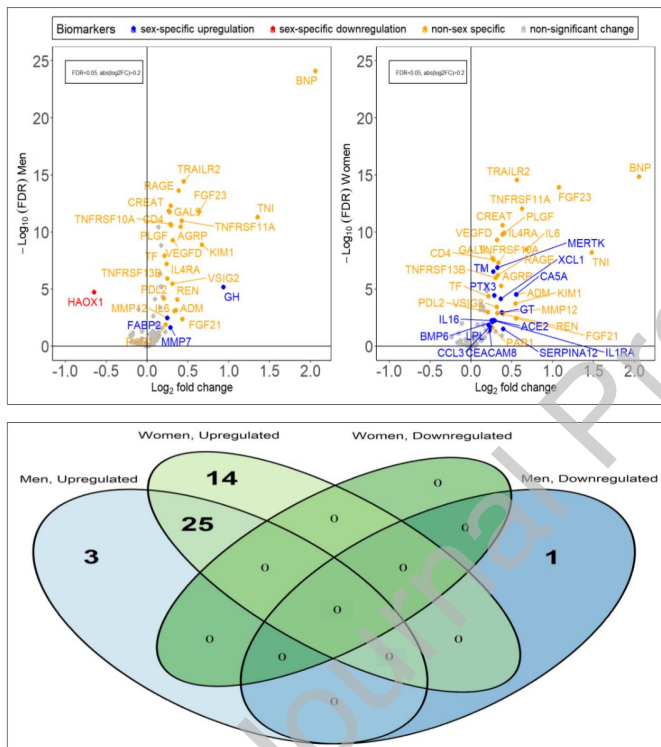 Biomarkers
sex-specific upregulation
sex-specific downregulation
non-sex specific
non-significant change
25
20
15
10
5
0
−Log10 (FDR) Men
FDR<0.05, abs(log2FC)>0.2
BNP
TRAILR2
RAGE
FGF23
CREAT
GAL9
TNI
TNFRSF10A
CD4
TNFRSF11A
PLGF
AGRP
TF
VEGFD
KIM1
TNFRSF13B
IL4RA
VSIG2
HAOX1
PDL2
REN
GH
MMP12
IL6
ADM
FABP2
FGF21
MMP7
-1.0
-0.5
0.0
0.5
1.0
1.5
2.0
Log2 fold change
25
20
15
10
5
0
−Log10 (FDR) Women
FDR<0.05, abs(log2FC)>0.2
BNP
TRAILR2
FGF23
TNFRSF11A
CREAT
PLGF
VEGFD
IL4RA
IL6
MERTK
CD4
TNFRSF10A
TNI
RAGE
XCL1
TM
TNFRSF13B
AGRP
CA5A
TF
PTX3
ADM
KIM1
PDL2
VSIG2
GT
MMP12
IL16
ACE2
REN
FGF21
BMP6
LPL
PAR1
CCL3
CEACAM8
SERPINA12
IL1RA
-1.0
-0.5
0.0
0.5
1.0
1.5
2.0
Log2 fold change
Women, Upregulated
Women, Downregulated
Men, Upregulated
Men, Downregulated
14
0
25
0
0
3
1
0
0
0
0
0
0
0
0
Journal Pre